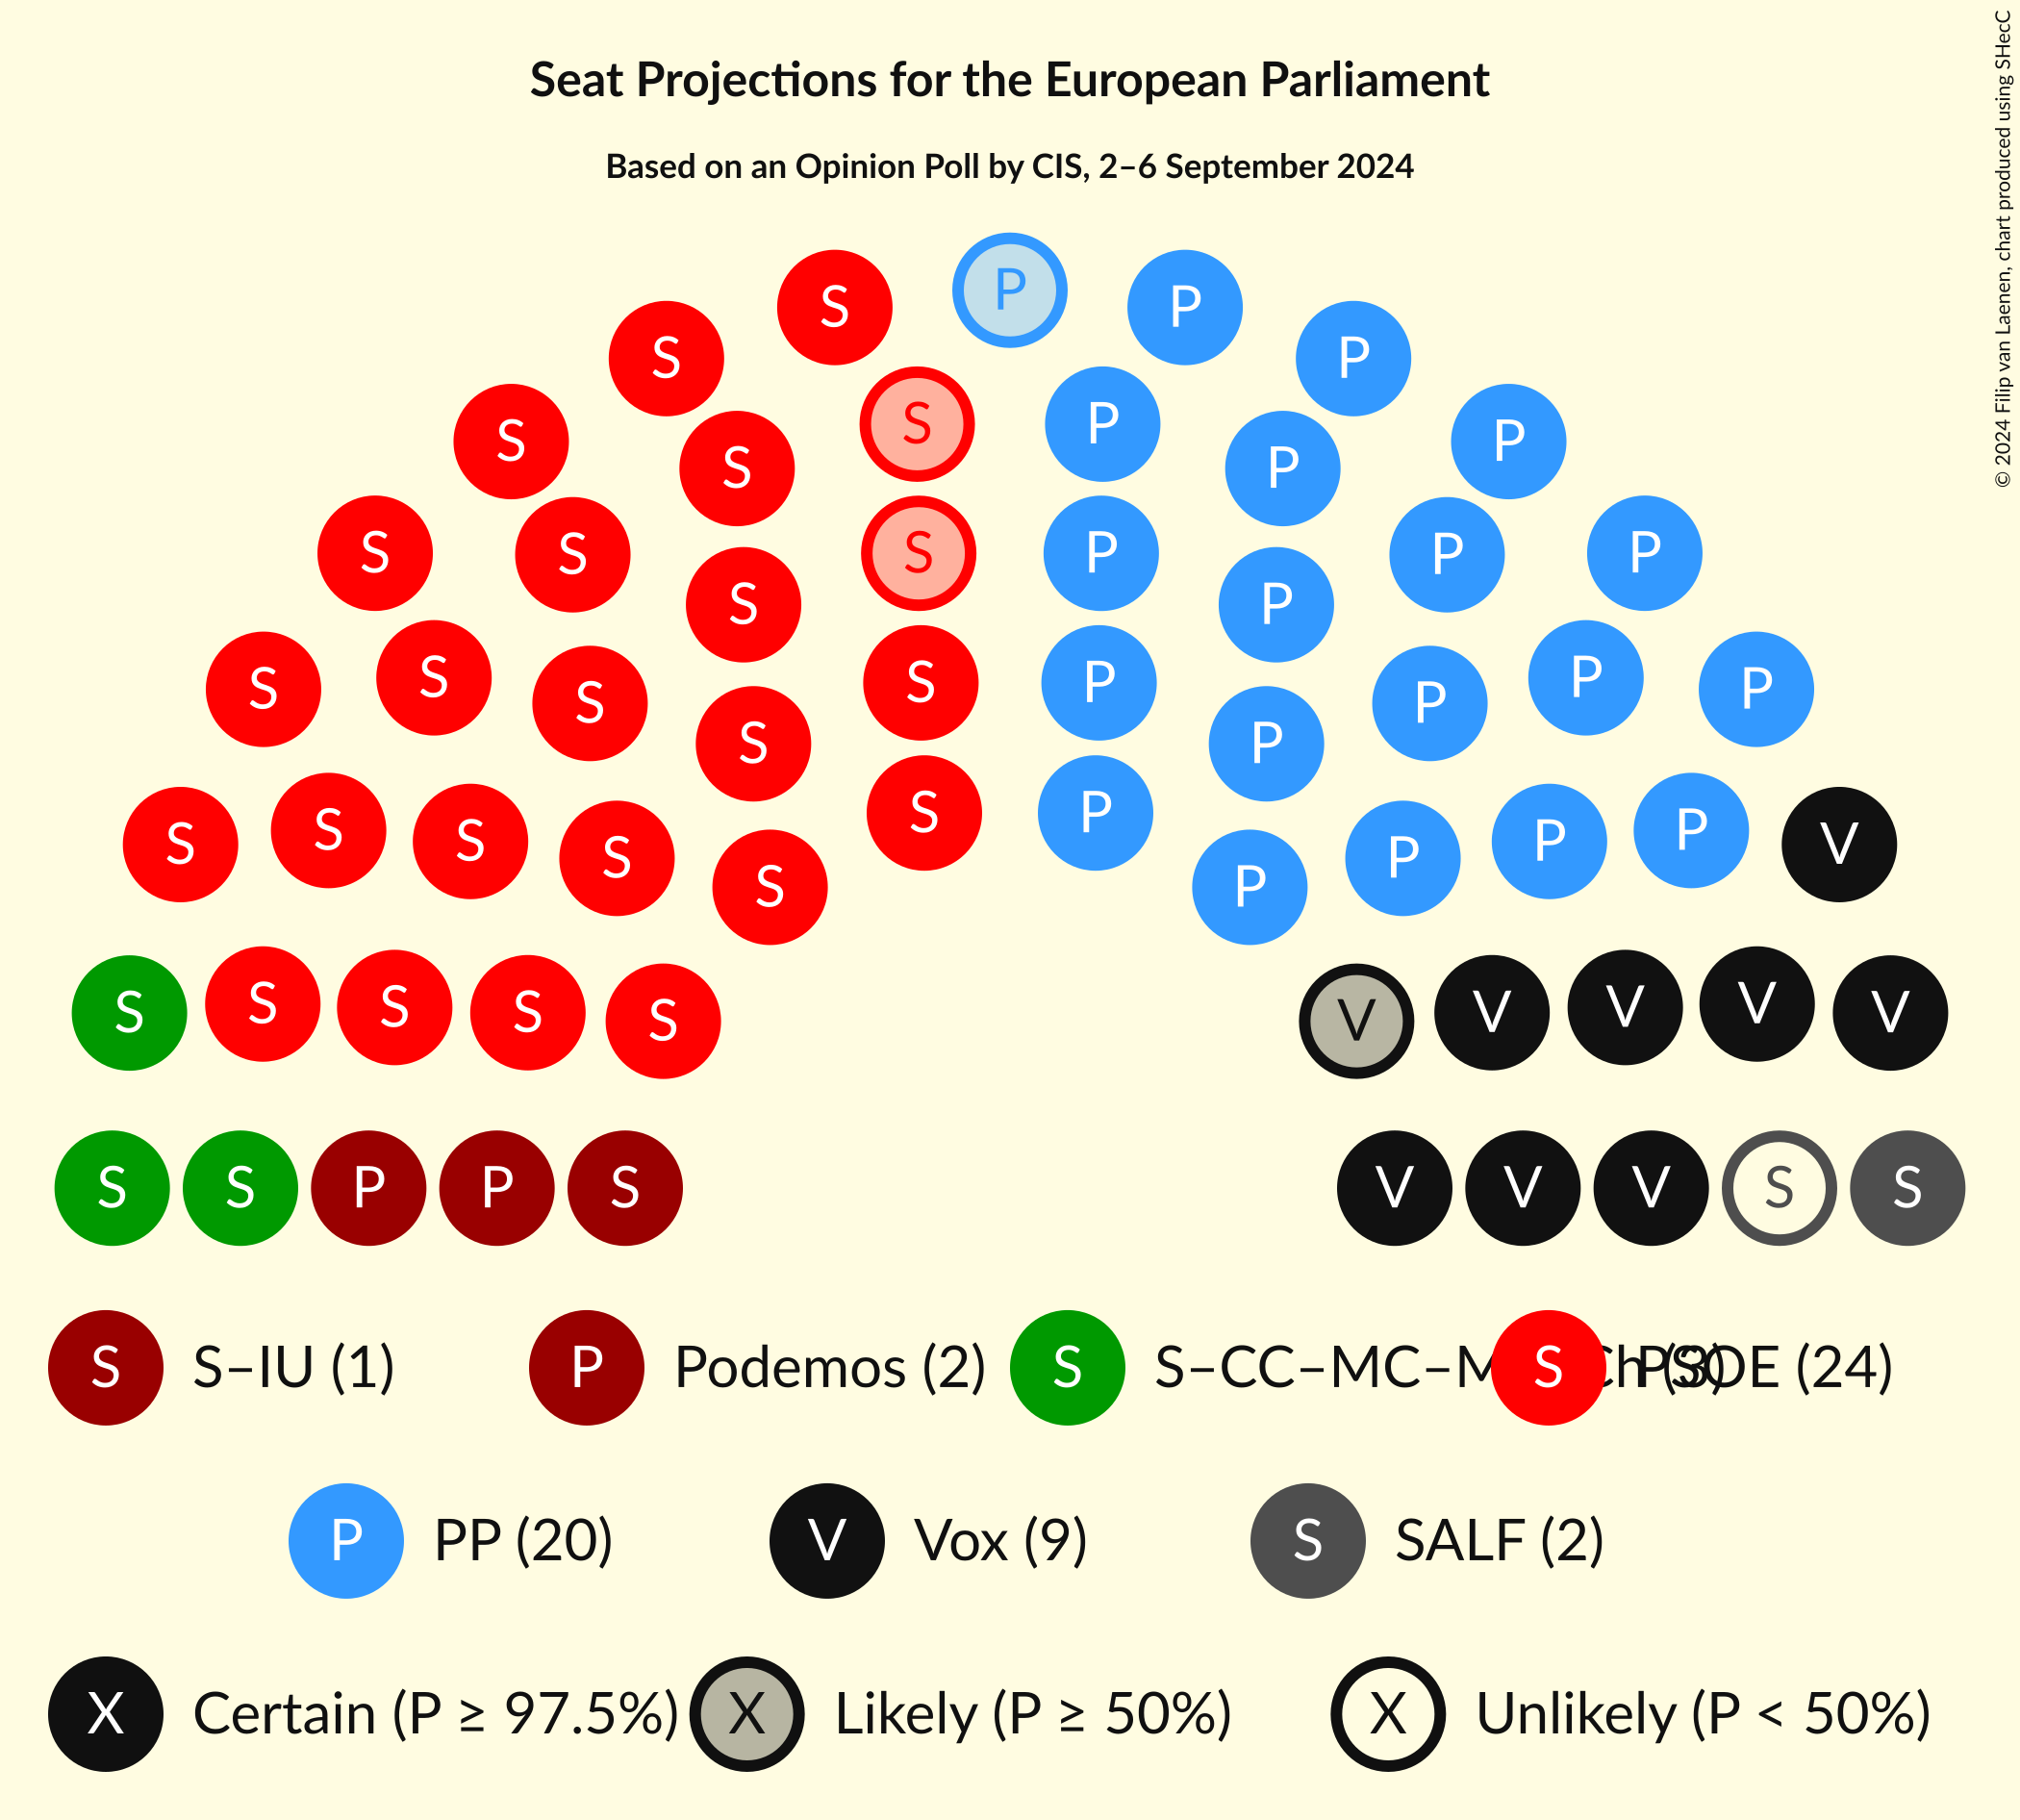 Seat Projections for the European Parliament
Based on an Opinion Poll by CIS, 2–6 September 2024
© 2024 Filip van Laenen, chart produced using SHecC
P
S P
S P
S P
S P
S P
S S S P P P
S P
S S S S P P P P
S P
S P
S S S S P P P V
S P
S S S S S V V V V V
S S P P S V V V S S
S S–IU (1) P Podemos (2) S S–CC–MC–M S PSOE (24)
P PP (20) V Vox (9) S SALF (2)
X Certain (P ≥ 97.5%) X Likely (P ≥ 50%) X Unlikely (P < 50%)